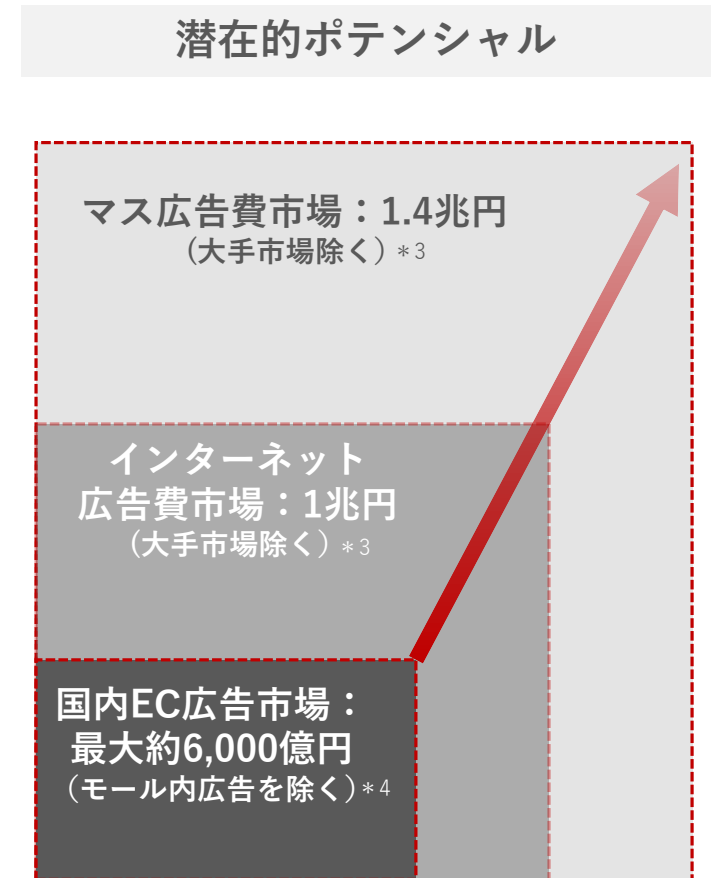 潜在的ポテンシャル
マス広告費市場：1.4兆円
（大手市場除く）＊3
インターネット
広告費市場：1兆円
（大手市場除く）＊3
国内EC広告市場：
最大約6,000億円
（モール内広告を除く）＊4